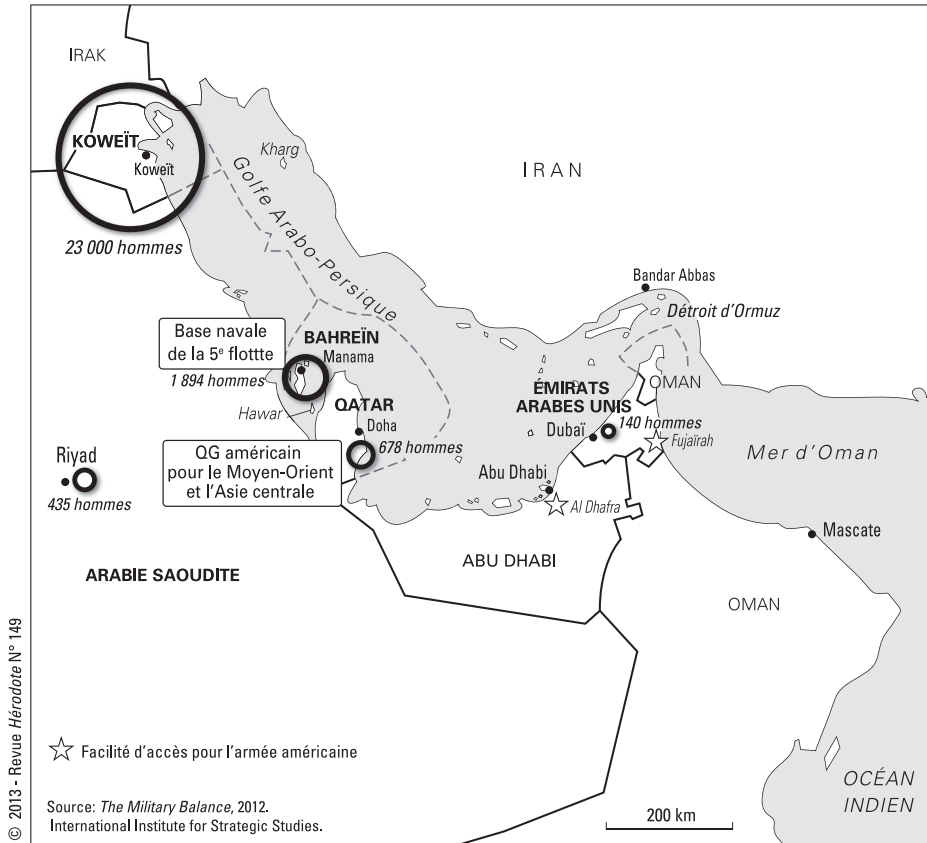 IRAK
KOWEÏT
Koweït
23 000 hommes
Kharg
IRAN
Golfe Arabo-Persique
Bandar Abbas
Détroit d'Ormuz
Base navale
de la 5e flottte
1 894 hommes
BAHREÏN
Manama
Hawar
QATAR
Doha
678 hommes
QG américain
pour le Moyen-Orient
et l'Asie centrale
Riyad
435 hommes
ÉMIRATS
ARABES UNIS
140 hommes
Dubaï
OMAN
Fujaïrah
Mer d'Oman
Abu Dhabi
Al Dhafra
Mascate
ARABIE SAOUDITE
ABU DHABI
OMAN
Facilité d'accès pour l'armée américaine
OCÉAN
INDIEN
Source: The Military Balance, 2012.
International Institute for Strategic Studies.
200 km
© 2013 - Revue Hérodote N° 149